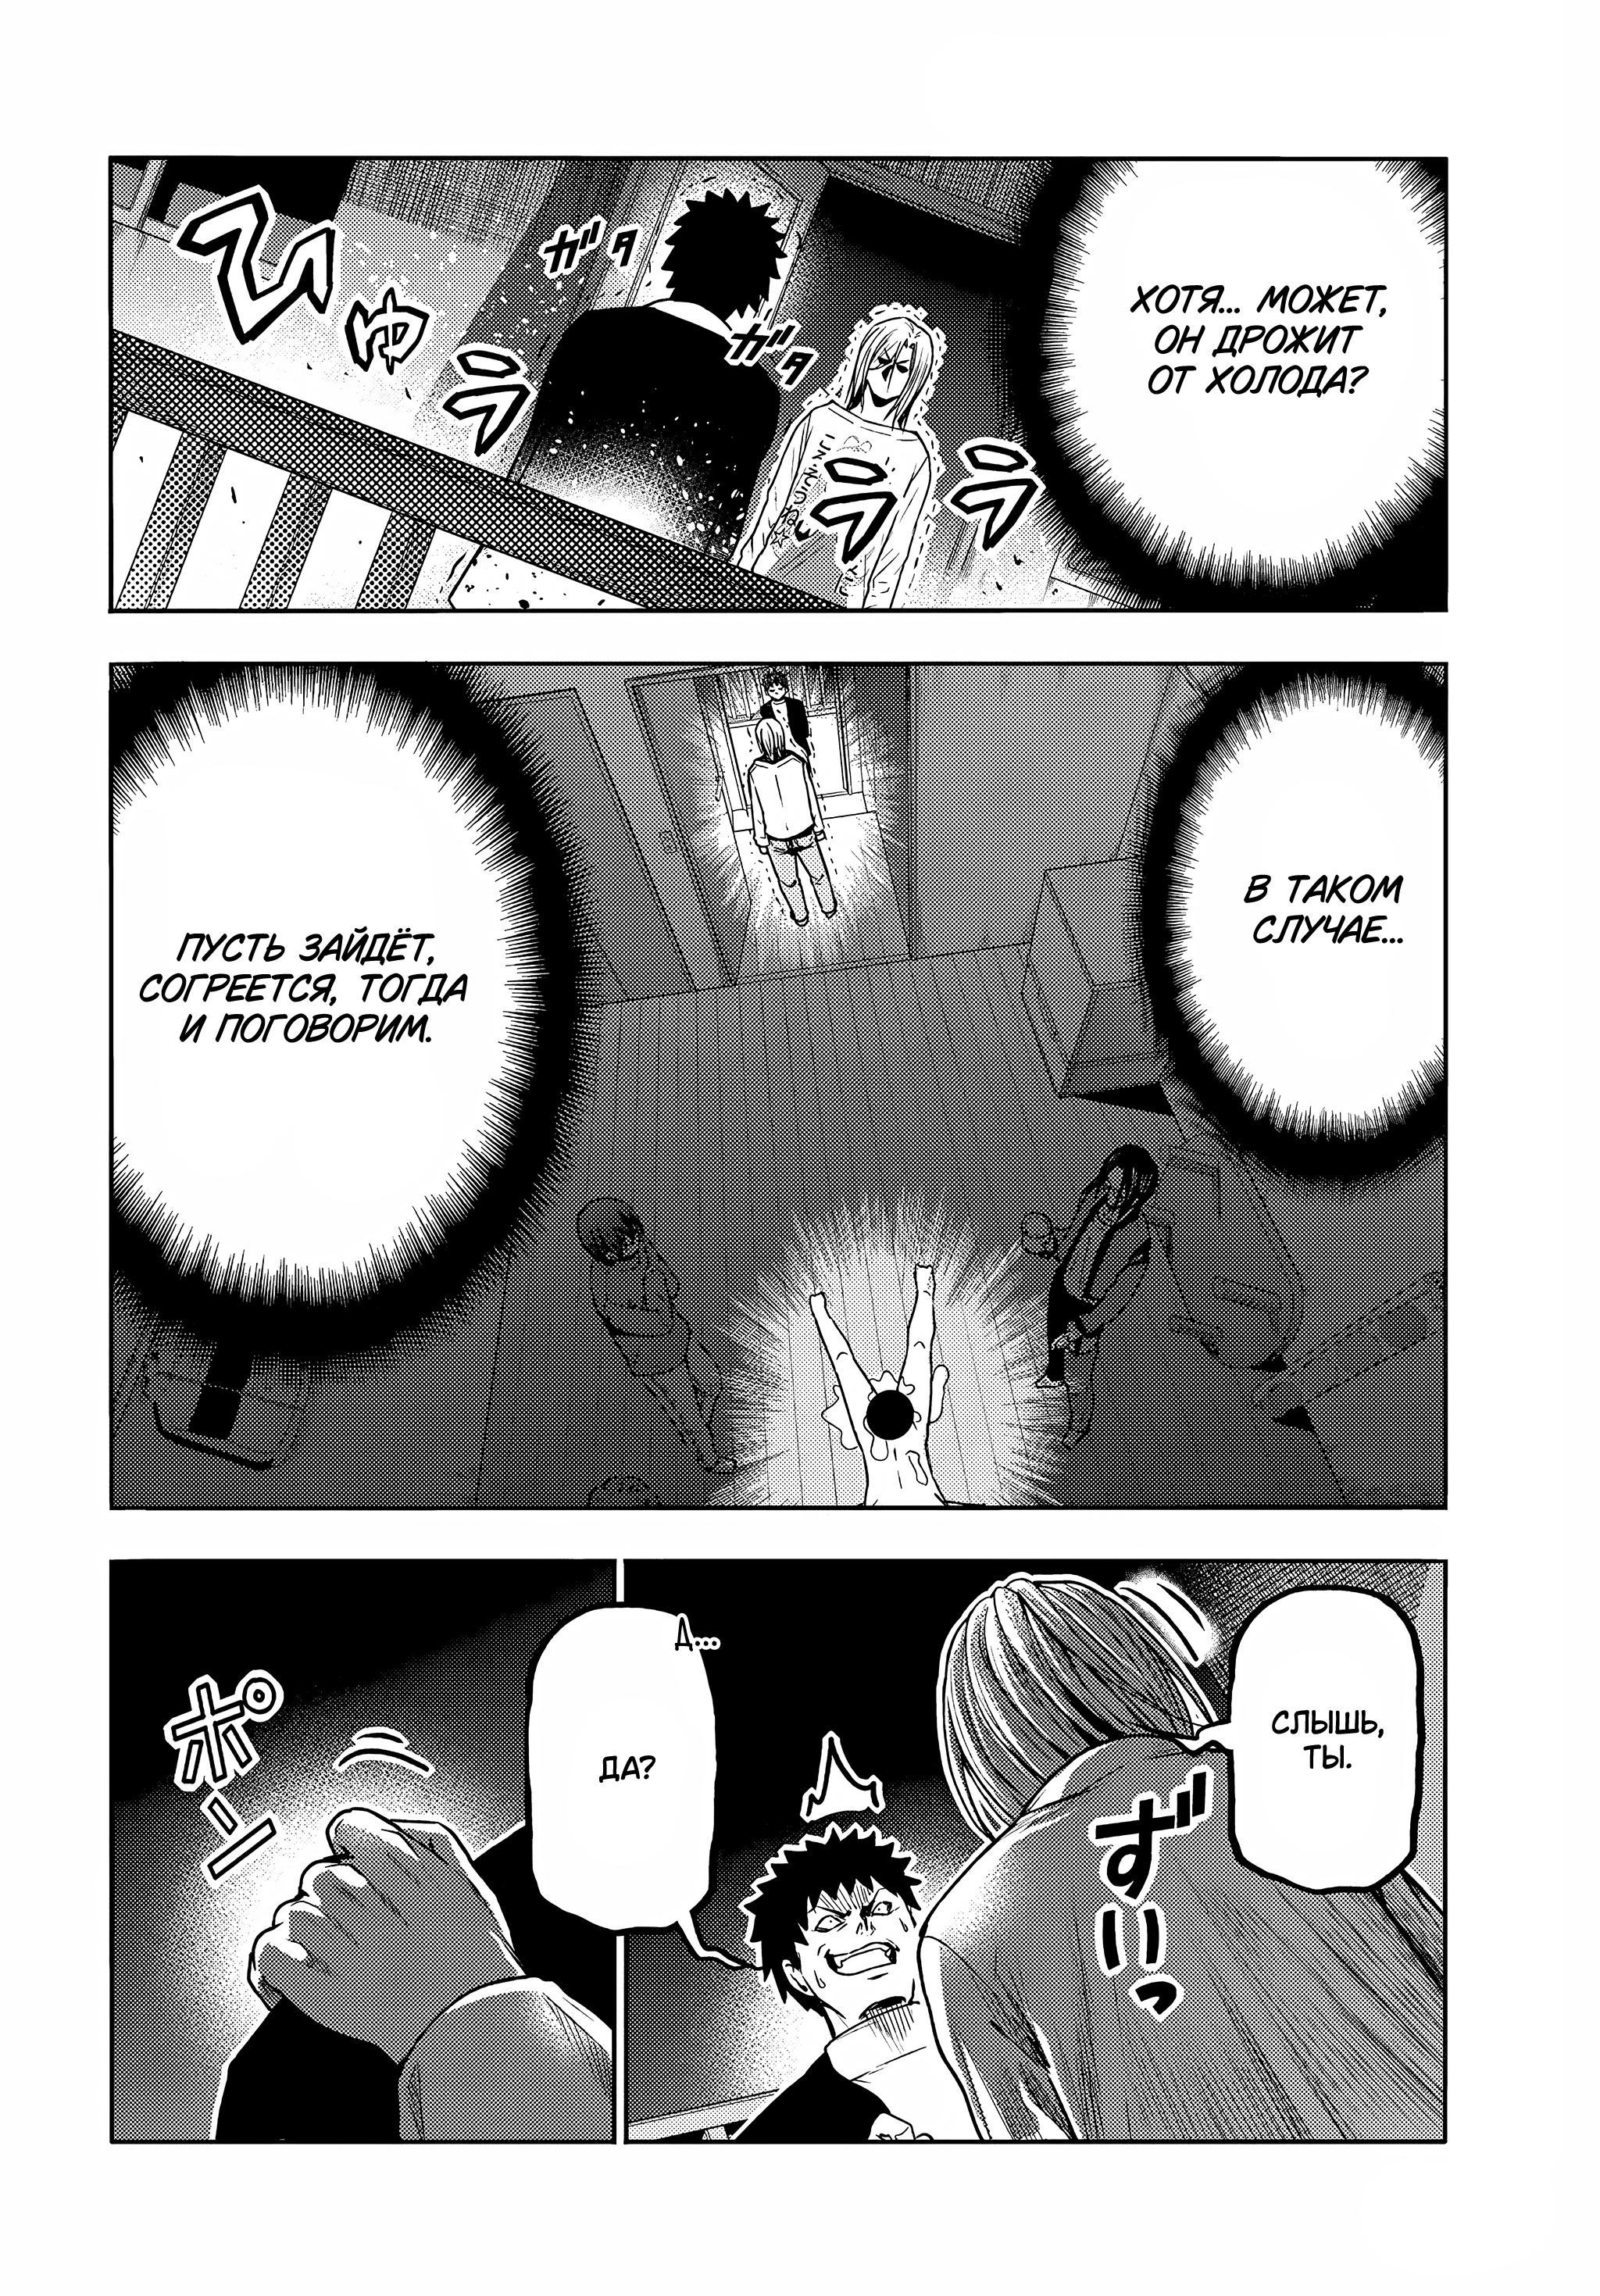 ХОТЯ... МОЖЕТ,
ОН ДРОЖИТ
ОТ ХОЛОДА?
ガタ
ガタ
ひゅ
ラ
ララ
В ТАКОМ
СЛУЧАЕ...
ПУСТЬ ЗАЙДЁТ,
СОГРЕЕТСЯ, ТОГДА
И ПОГОВОРИМ.
СЛЫШЬ,
ТЫ.
ずいっ
Д...
ДА?
ポン